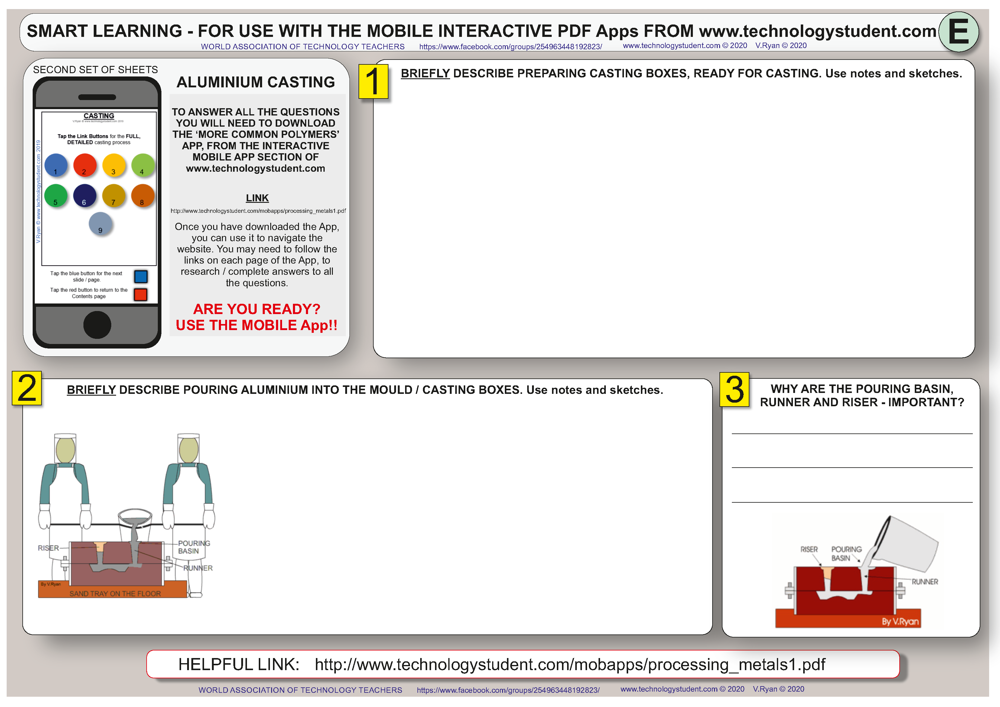 SMART LEARNING - FOR USE WITH THE MOBILE INTERACTIVE PDF Apps FROM www.technologystudent.com
E
WORLD ASSOCIATION OF TECHNOLOGY TEACHERS https://www.facebook.com/groups/254963448192823/ www.technologystudent.com © 2020 V.Ryan © 2020
SECOND SET OF SHEETS
CASTING
V.Ryan © www.technologystudent.com 2019
Tap the Link Buttons for the FULL,
DETAILED casting process
V.Ryan © www.technologystudent.com 2019
1 2 3 4
5 6 7 8
9
Tap the blue button for the next
slide / page.
Tap the red button to return to the
Contents page
ALUMINIUM CASTING
TO ANSWER ALL THE QUESTIONS
YOU WILL NEED TO DOWNLOAD
THE ‘MORE COMMON POLYMERS’
APP, FROM THE INTERACTIVE
MOBILE APP SECTION OF
www.technologystudent.com
LINK
http://www.technologystudent.com/mobapps/processing_metals1.pdf
Once you have downloaded the App,
you can use it to navigate the
website. You may need to follow the
links on each page of the App, to
research / complete answers to all
the questions.
ARE YOU READY?
USE THE MOBILE App!!
1
BRIEFLY DESCRIBE PREPARING CASTING BOXES, READY FOR CASTING. Use notes and sketches.
2
BRIEFLY DESCRIBE POURING ALUMINIUM INTO THE MOULD / CASTING BOXES. Use notes and sketches.
RISER
POURING
BASIN
RUNNER
By V.Ryan
SAND TRAY ON THE FLOOR
3
WHY ARE THE POURING BASIN,
RUNNER AND RISER - IMPORTANT?
RISER
POURING
BASIN
RUNNER
By V.Ryan
HELPFUL LINK: http://www.technologystudent.com/mobapps/processing_metals1.pdf
WORLD ASSOCIATION OF TECHNOLOGY TEACHERS https://www.facebook.com/groups/254963448192823/ www.technologystudent.com © 2020 V.Ryan © 2020